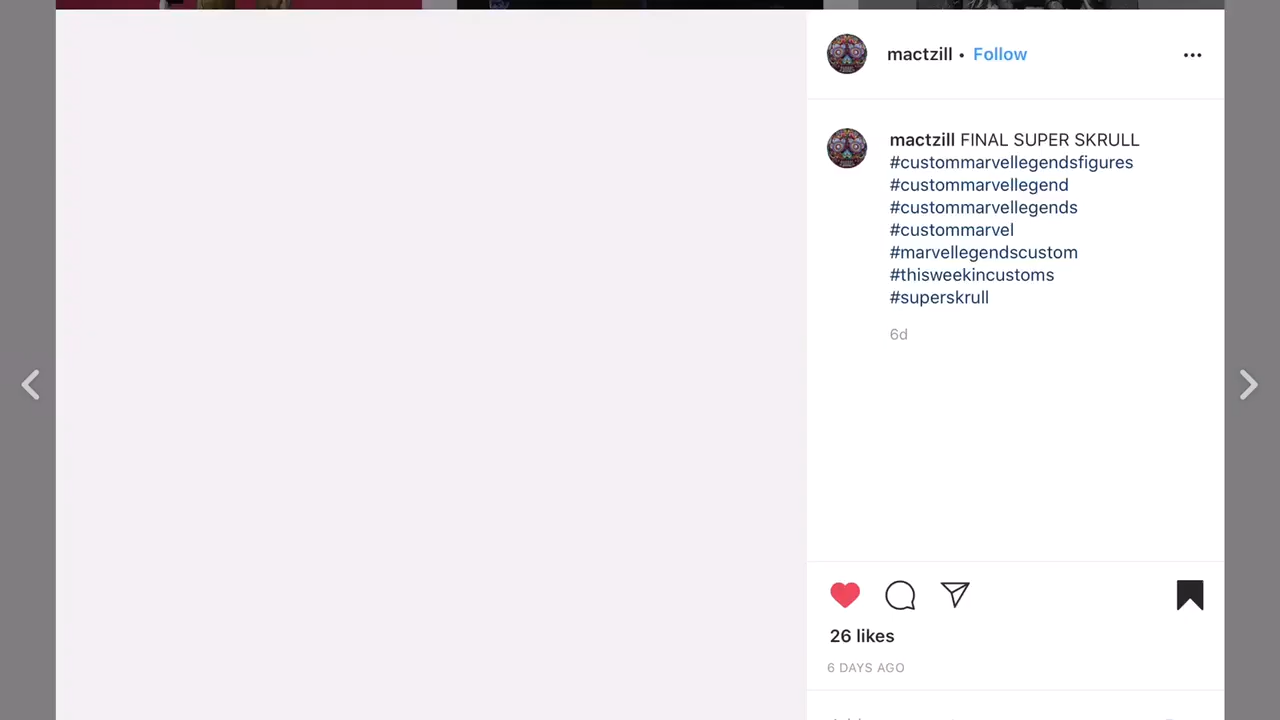 mactzill • Follow
mactzill FINAL SUPER SKRULL
#custommarvellegendsfigures
#custommarvellegend
#custommarvellegends
#custommarvel
#marvellegendscustom
#thisweekincustoms
#superskrull
6d
26 likes
6 DAYS AGO